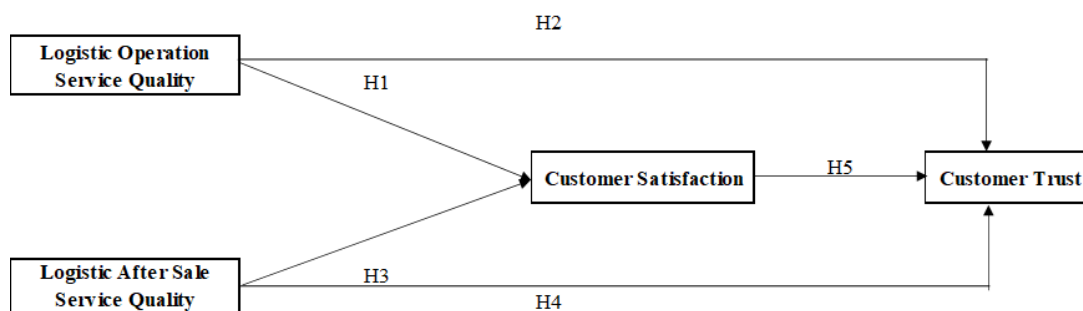 H2
Logistic Operation
Service Quality
H1
Customer Satisfaction
H5
Customer Trust
Logistic After Sale
Service Quality
H3
H4